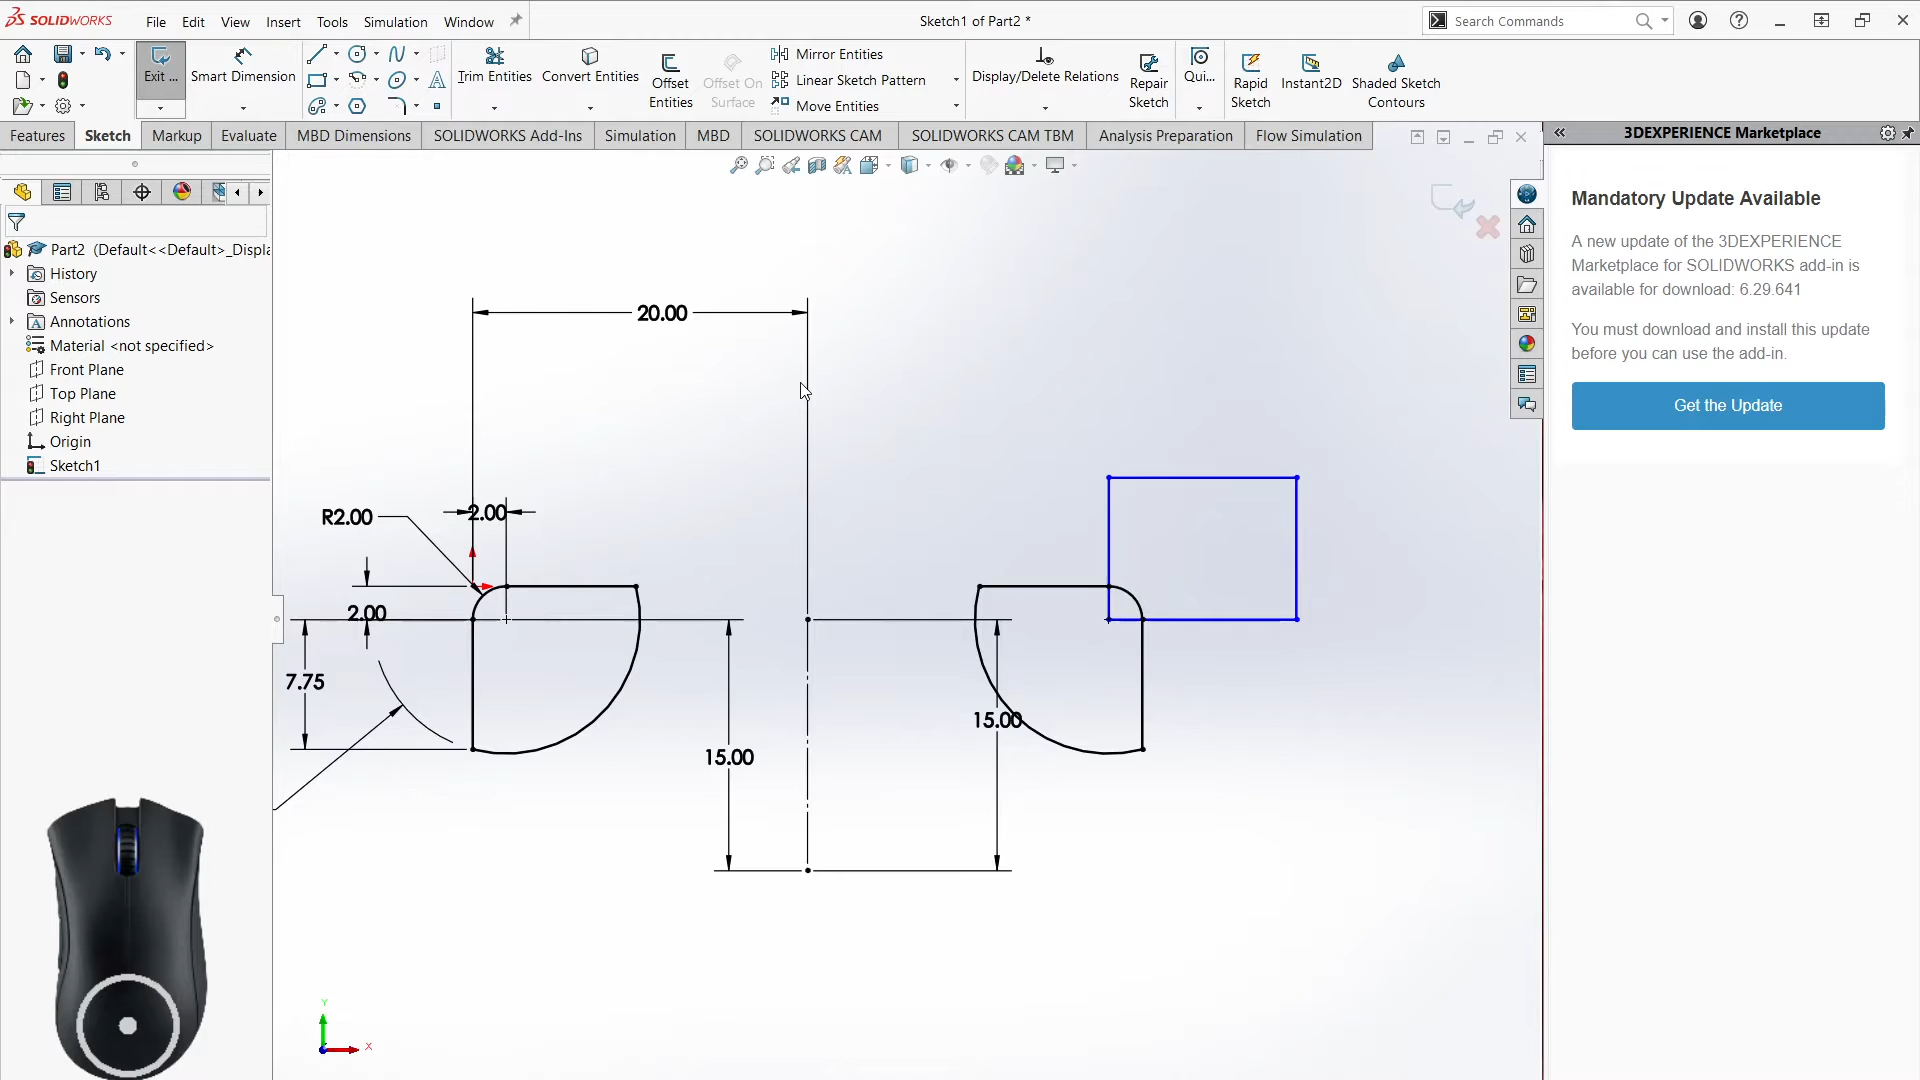 SOLIDWORKS
File Edit View Insert Tools Simulation Window
Sketch1 of Part2 *
Search Commands
Exit ...
Smart Dimension
Trim Entities
Convert Entities
Offset
Entities
Offset On
Surface
Mirror Entities
Linear Sketch Pattern
Move Entities
Display/Delete Relations
Repair
Sketch
Qui...
Rapid
Sketch
Instant2D
Shaded Sketch
Contours
Features Sketch Markup Evaluate MBD Dimensions SOLIDWORKS Add-Ins Simulation MBD SOLIDWORKS CAM SOLIDWORKS CAM TBM Analysis Preparation Flow Simulation
3DEXPERIENCE Marketplace
Mandatory Update Available
A new update of the 3DEXPERIENCE
Marketplace for SOLIDWORKS add-in is
available for download: 6.29.641
You must download and install this update
before you can use the add-in.
Get the Update
Part2 (Default<<Default>_Displa
History
Sensors
Annotations
Material <not specified>
Front Plane
Top Plane
Right Plane
Origin
Sketch1
20.00
R2.00
2.00
2.00
7.75
15.00
15.00
Y
X